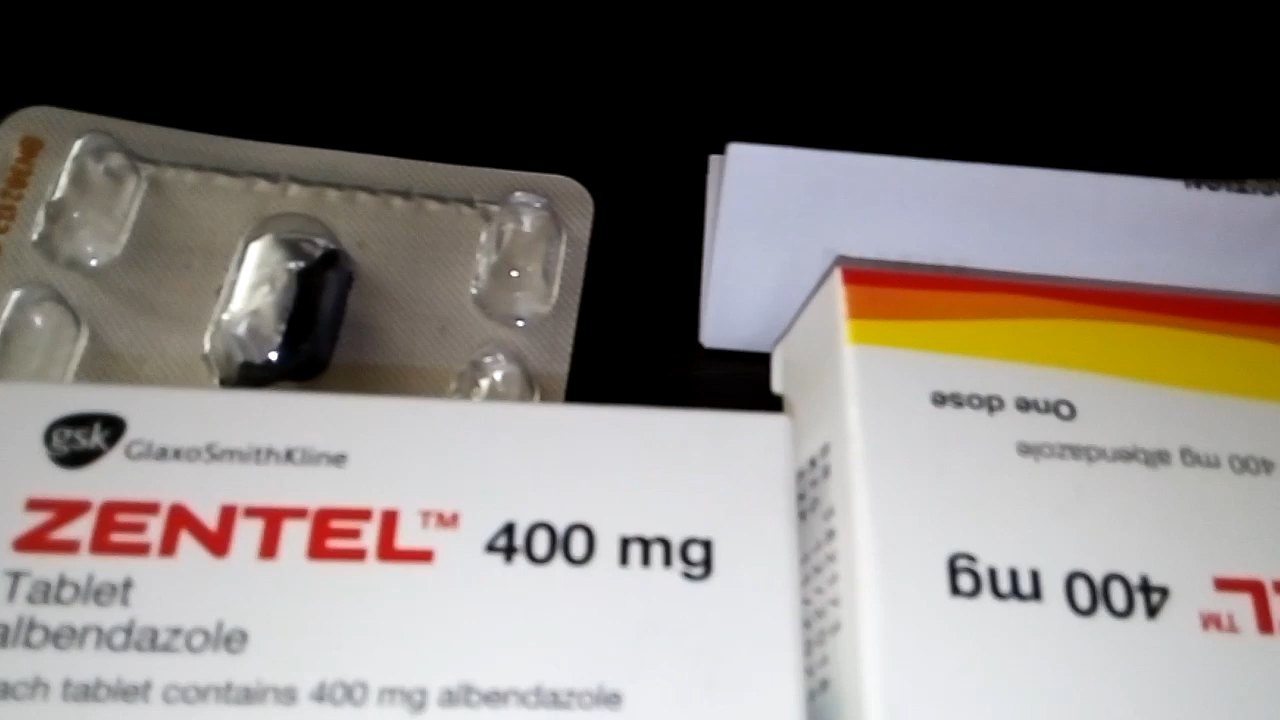 gsk GlaxoSmithKline
ZENTEL™ 400 mg
Tablet
albendazole
ach tablet contains 400 mg albendazole
One dose
400 mg albendazole
L™ 400 mg